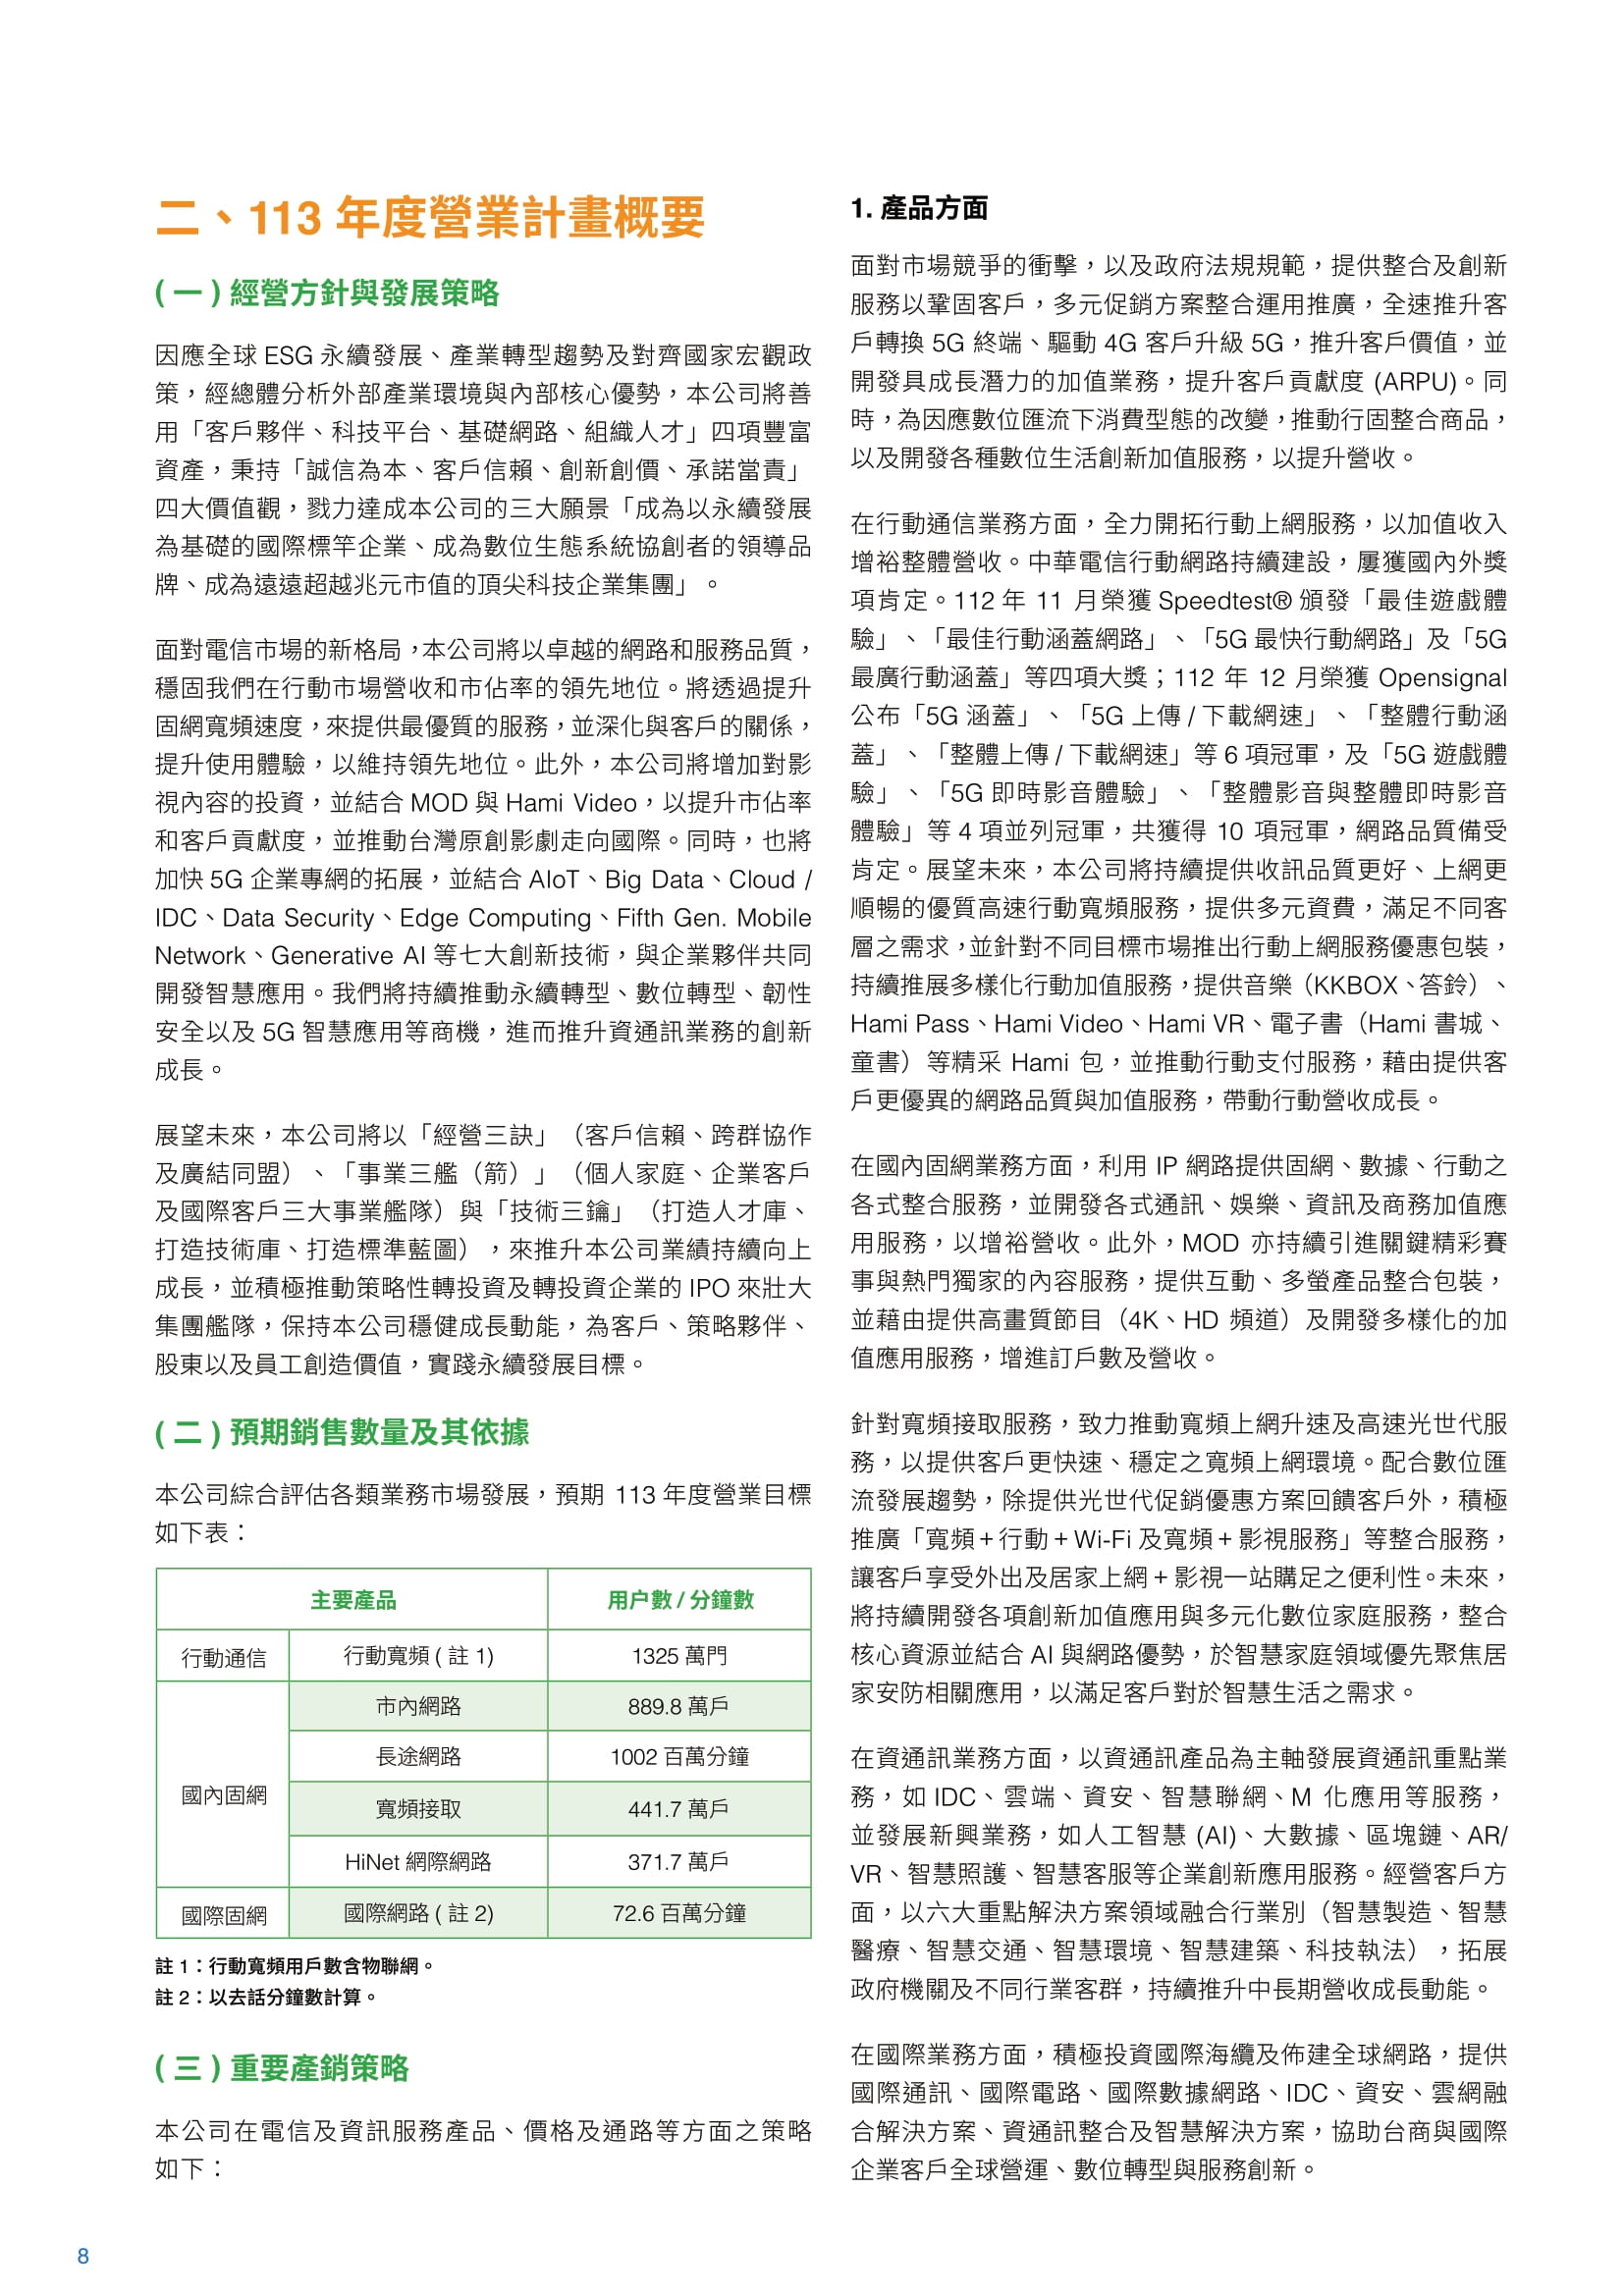 二、113 年度營業計畫概要
( 一 ) 經營方針與發展策略
因應全球 ESG 永續發展、產業轉型趨勢及對齊國家宏觀政
策，經總體分析外部產業環境與內部核心優勢，本公司將善
用「客戶夥伴、科技平台、基礎網路、組織人才」四項豐富
資產，秉持「誠信為本、客戶信賴、創新創價、承諾當責」
四大價值觀，戮力達成本公司的三大願景「成為以永續發展
為基礎的國際標竿企業、成為數位生態系統協創者的領導品
牌、成為遠遠超越兆元市值的頂尖科技企業集團」。
面對電信市場的新格局，本公司將以卓越的網路和服務品質，
穩固我們在行動市場營收和市佔率的領先地位。將透過提升
固網寬頻速度，來提供最優質的服務，並深化與客戶的關係，
提升使用體驗，以維持領先地位。此外，本公司將增加對影
視內容的投資，並結合 MOD 與 Hami Video，以提升市佔率
和客戶貢獻度，並推動台灣原創影劇走向國際。同時，也將
加快 5G 企業專網的拓展，並結合 AIoT、Big Data、Cloud /
IDC、Data Security、Edge Computing、Fifth Gen. Mobile
Network、Generative AI 等七大創新技術，與企業夥伴共同
開發智慧應用。我們將持續推動永續轉型、數位轉型、韌性
安全以及 5G 智慧應用等商機，進而推升資通訊業務的創新
成長。
展望未來，本公司將以「經營三訣」（客戶信賴、跨群協作
及廣結同盟）、「事業三艦（箭）」（個人家庭、企業客戶
及國際客戶三大事業艦隊）與「技術三鑰」（打造人才庫、
打造技術庫、打造標準藍圖），來推升本公司業績持續向上
成長，並積極推動策略性轉投資及轉投資企業的 IPO 來壯大
集團艦隊，保持本公司穩健成長動能，為客戶、策略夥伴、
股東以及員工創造價值，實踐永續發展目標。
( 二 ) 預期銷售數量及其依據
本公司綜合評估各類業務市場發展，預期 113 年度營業目標
如下表：
主要產品 用户數 / 分鐘數
行動通信 行動寬頻 ( 註 1) 1325 萬門
國內固網 市內網路 889.8 萬戶
長途網路 1002 百萬分鐘
寬頻接取 441.7 萬戶
HiNet 網際網路 371.7 萬戶
國際固網 國際網路 ( 註 2) 72.6 百萬分鐘
註 1：行動寬頻用戶數含物聯網。
註 2：以去話分鐘數計算。
( 三 ) 重要產銷策略
本公司在電信及資訊服務產品、價格及通路等方面之策略
如下：
1. 產品方面
面對市場競爭的衝擊，以及政府法規規範，提供整合及創新
服務以鞏固客戶，多元促銷方案整合運用推廣，全速推升客
戶轉換 5G 終端、驅動 4G 客戶升級 5G，推升客戶價值，並
開發具成長潛力的加值業務，提升客戶貢獻度 (ARPU)。同
時，為因應數位匯流下消費型態的改變，推動行固整合商品，
以及開發各種數位生活創新加值服務，以提升營收。
在行動通信業務方面，全力開拓行動上網服務，以加值收入
增裕整體營收。中華電信行動網路持續建設，屢獲國內外獎
項肯定。112 年 11 月榮獲 Speedtest® 頒發「最佳遊戲體
驗」、「最佳行動涵蓋網路」、「5G 最快行動網路」及「5G
最廣行動涵蓋」等四項大獎；112 年 12 月榮獲 Opensignal
公布「5G 涵蓋」、「5G 上傳 / 下載網速」、「整體行動涵
蓋」、「整體上傳 / 下載網速」等 6 項冠軍，及「5G 遊戲體
驗」、「5G 即時影音體驗」、「整體影音與整體即時影音
體驗」等 4 項並列冠軍，共獲得 10 項冠軍，網路品質備受
肯定。展望未來，本公司將持續提供收訊品質更好、上網更
順暢的優質高速行動寬頻服務，提供多元資費，滿足不同客
層之需求，並針對不同目標市場推出行動上網服務優惠包裝，
持續推展多樣化行動加值服務，提供音樂（KKBOX、答鈴）、
Hami Pass、Hami Video、Hami VR、電子書（Hami 書城、
童書）等精采 Hami 包，並推動行動支付服務，藉由提供客
戶更優異的網路品質與加值服務，帶動行動營收成長。
在國內固網業務方面，利用 IP 網路提供固網、數據、行動之
各式整合服務，並開發各式通訊、娛樂、資訊及商務加值應
用服務，以增裕營收。此外，MOD 亦持續引進關鍵精彩賽
事與熱門獨家的內容服務，提供互動、多螢產品整合包裝，
並藉由提供高畫質節目（4K、HD 頻道）及開發多樣化的加
值應用服務，增進訂戶數及營收。
針對寬頻接取服務，致力推動寬頻上網升速及高速光世代服
務，以提供客戶更快速、穩定之寬頻上網環境。配合數位匯
流發展趨勢，除提供光世代促銷優惠方案回饋客戶外，積極
推廣「寬頻 + 行動 + Wi-Fi 及寬頻 + 影視服務」等整合服務，
讓客戶享受外出及居家上網 + 影視一站購足之便利性。未來，
將持續開發各項創新加值應用與多元化數位家庭服務，整合
核心資源並結合 AI 與網路優勢，於智慧家庭領域優先聚焦居
家安防相關應用，以滿足客戶對於智慧生活之需求。
在資通訊業務方面，以資通訊產品為主軸發展資通訊重點業
務，如 IDC、雲端、資安、智慧聯網、M 化應用等服務，
並發展新興業務，如人工智慧 (AI)、大數據、區塊鏈、AR/
VR、智慧照護、智慧客服等企業創新應用服務。經營客戶方
面，以六大重點解決方案領域融合行業別（智慧製造、智慧
醫療、智慧交通、智慧環境、智慧建築、科技執法），拓展
政府機關及不同行業客群，持續推升中長期營收成長動能。
在國際業務方面，積極投資國際海纜及佈建全球網路，提供
國際通訊、國際電路、國際數據網路、IDC、資安、雲網融
合解決方案、資通訊整合及智慧解決方案，協助台商與國際
企業客戶全球營運、數位轉型與服務創新。
8